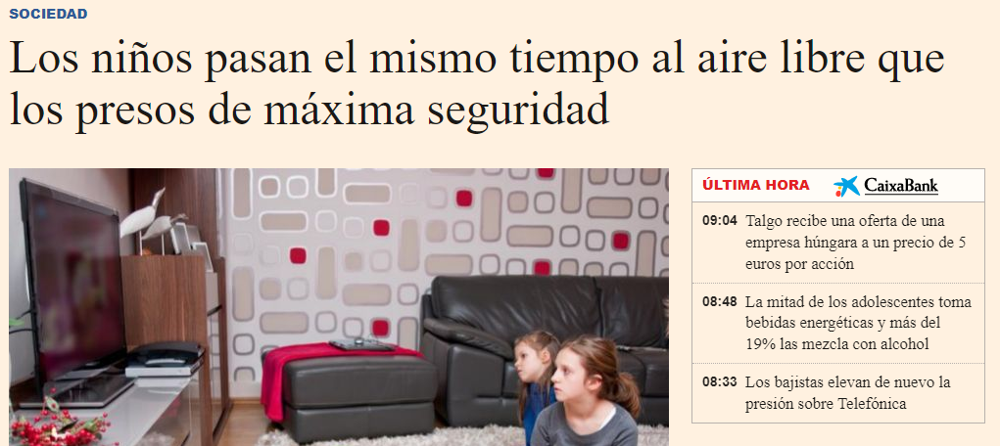 SOCIEDAD
Los niños pasan el mismo tiempo al aire libre que
los presos de máxima seguridad
ÚLTIMA HORA CaixaBank
09:04 Talgo recibe una oferta de una
empresa húngara a un precio de 5
euros por acción
08:48 La mitad de los adolescentes toma
bebidas energéticas y más del
19% las mezcla con alcohol
08:33 Los bajistas elevan de nuevo la
presión sobre Telefónica